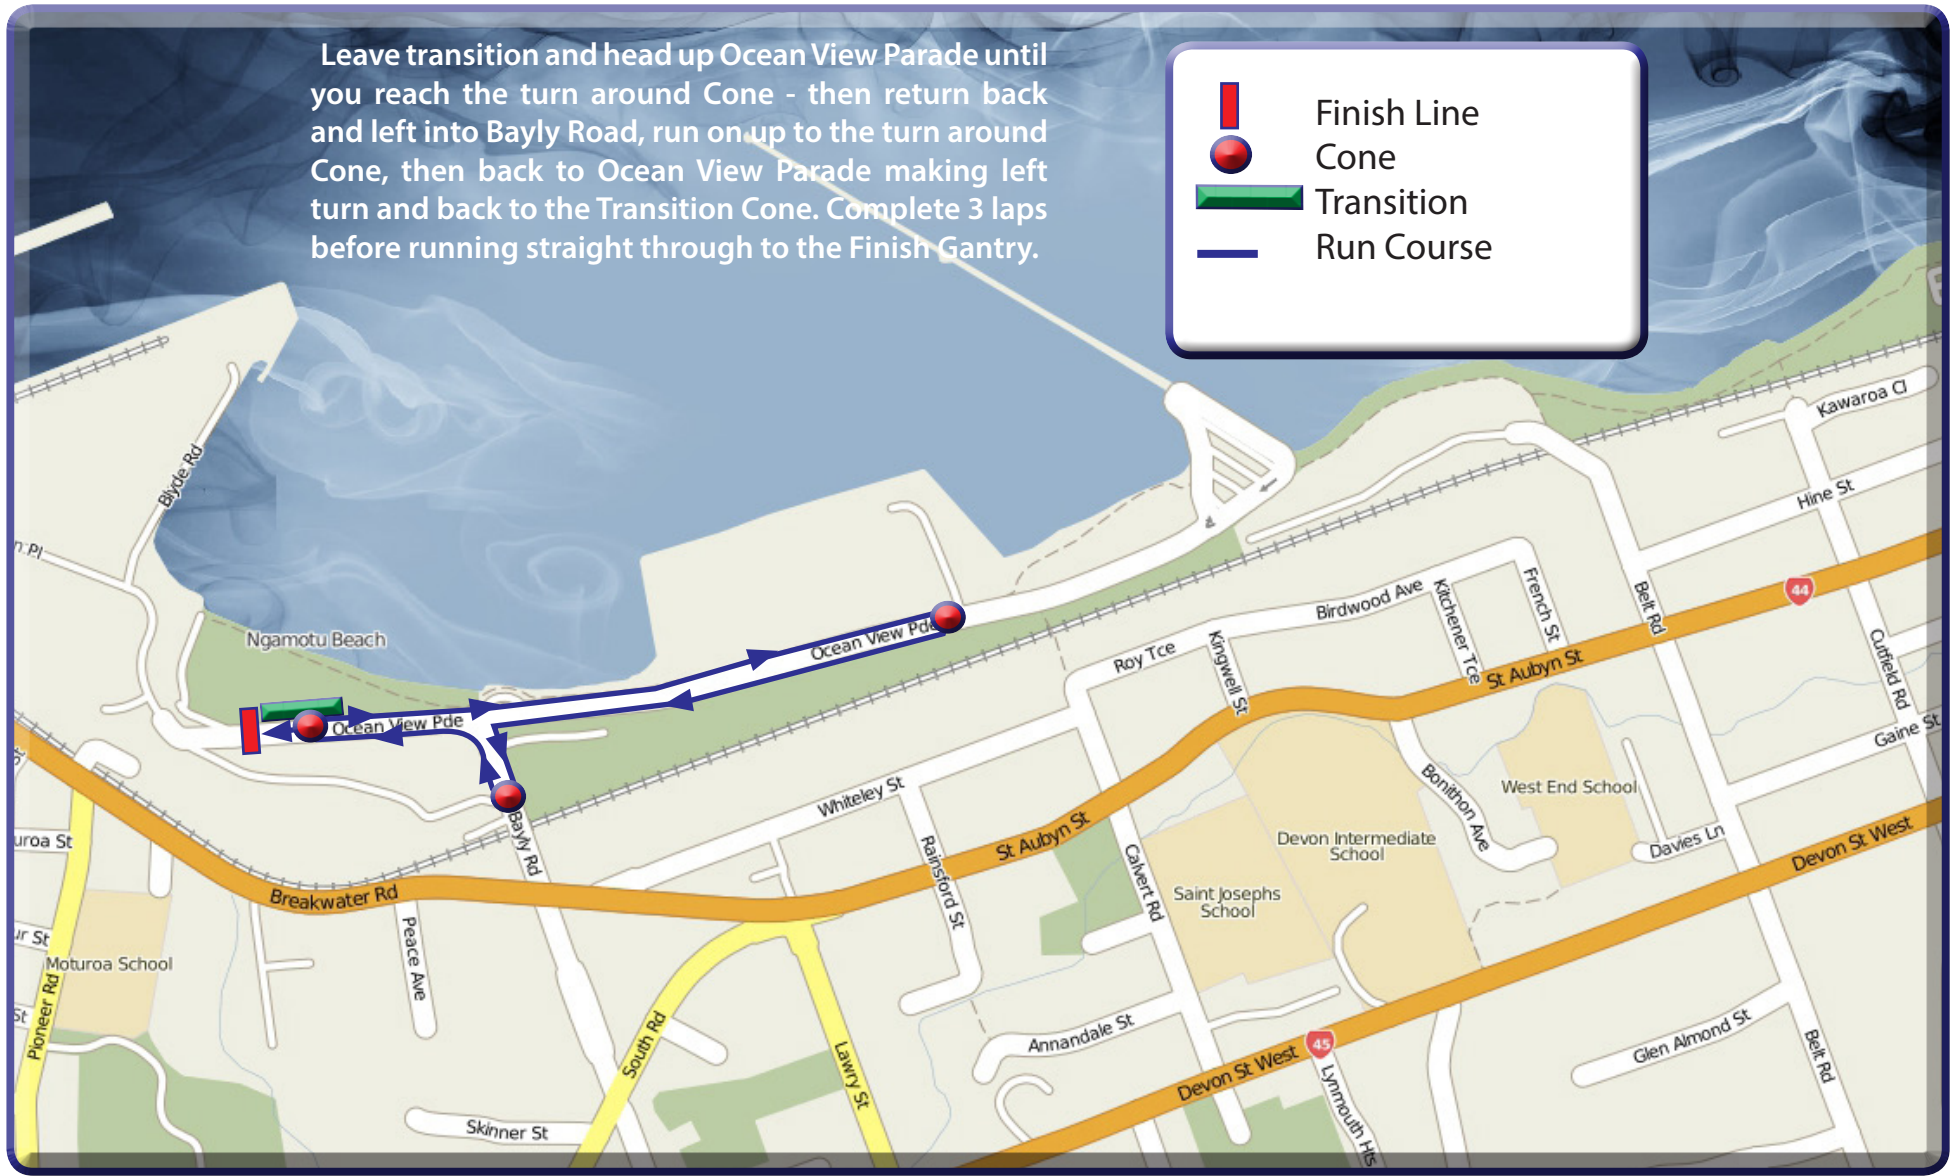 Leave transition and head up Ocean View Parade until
you reach the turn around Cone - then return back
and left into Bayly Road, run on up to the turn around
Cone, then back to Ocean View Parade making left
turn and back to the Transition Cone. Complete 3 laps
before running straight through to the Finish Gantry.
Finish Line
Cone
Transition
Run Course
Kawaroa Cl
Blyde Rd
Hine St
n Pl
44
French St
Kitchener Tce
Birdwood Ave
Belt Rd
Ngamotu Beach
Ocean View Pde
Roy Tce
Kingwell St
St Aubyn St
Cutfield Rd
Ocean View Pde
Gaine St
Whiteley St
Bonithon Ave
West End School
Bayly Rd
uroa St
St Aubyn St
Devon Intermediate
School
Davies Ln
Devon St West
Rainsford St
Calvert Rd
Breakwater Rd
Saint Josephs
School
ur St
Peace Ave
Moturoa School
St
Pioneer Rd
South Rd
Annandale St
45
Glen Almond St
Belt Rd
Lawry St
Devon St West
Lynmouth Hts
Skinner St